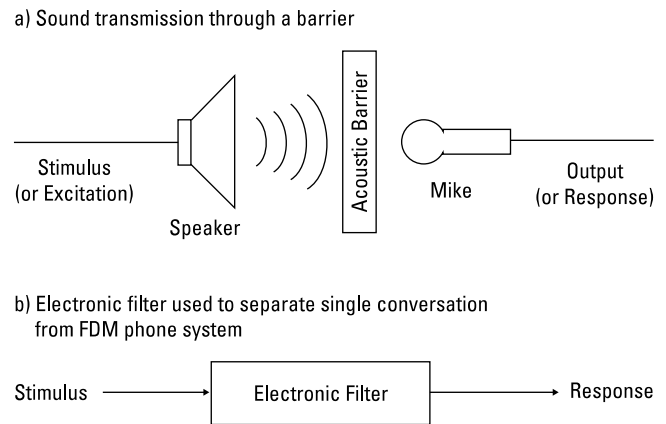 a) Sound transmission through a barrier
Stimulus
(or Excitation)
Speaker
Acoustic Barrier
Mike
Output
(or Response)
b) Electronic filter used to separate single conversation
from FDM phone system
Stimulus
Electronic Filter
Response